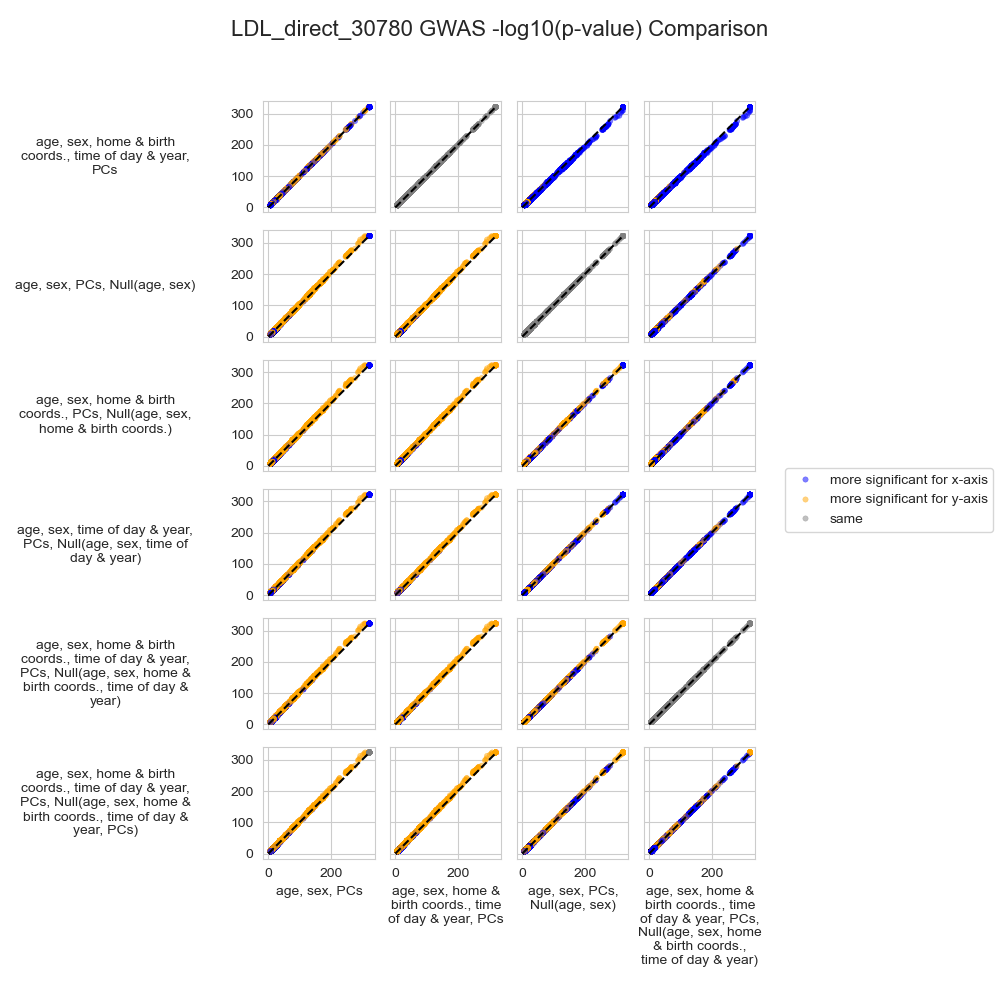 LDL_direct_30780 GWAS -log10(p-value) Comparison
age, sex, home & birth
coords., time of day & year,
PCs
300
200
100
0
age, sex, PCs, Null(age, sex)
300
200
100
0
age, sex, home & birth
coords., PCs, Null(age, sex,
home & birth coords.)
300
200
100
0
more significant for x-axis
more significant for y-axis
same
age, sex, time of day & year,
PCs, Null(age, sex, time of
day & year)
300
200
100
0
age, sex, home & birth
coords., time of day & year,
PCs, Null(age, sex, home &
birth coords., time of day &
year)
300
200
100
0
age, sex, home & birth
coords., time of day & year,
PCs, Null(age, sex, home &
birth coords., time of day &
year, PCs)
300
200
100
0
0 200
age, sex, PCs
0 200
age, sex, home &
birth coords., time
of day & year, PCs
0 200
age, sex, PCs,
Null(age, sex)
0 200
age, sex, home &
birth coords., time
of day & year, PCs,
Null(age, sex, home
& birth coords.,
time of day & year)